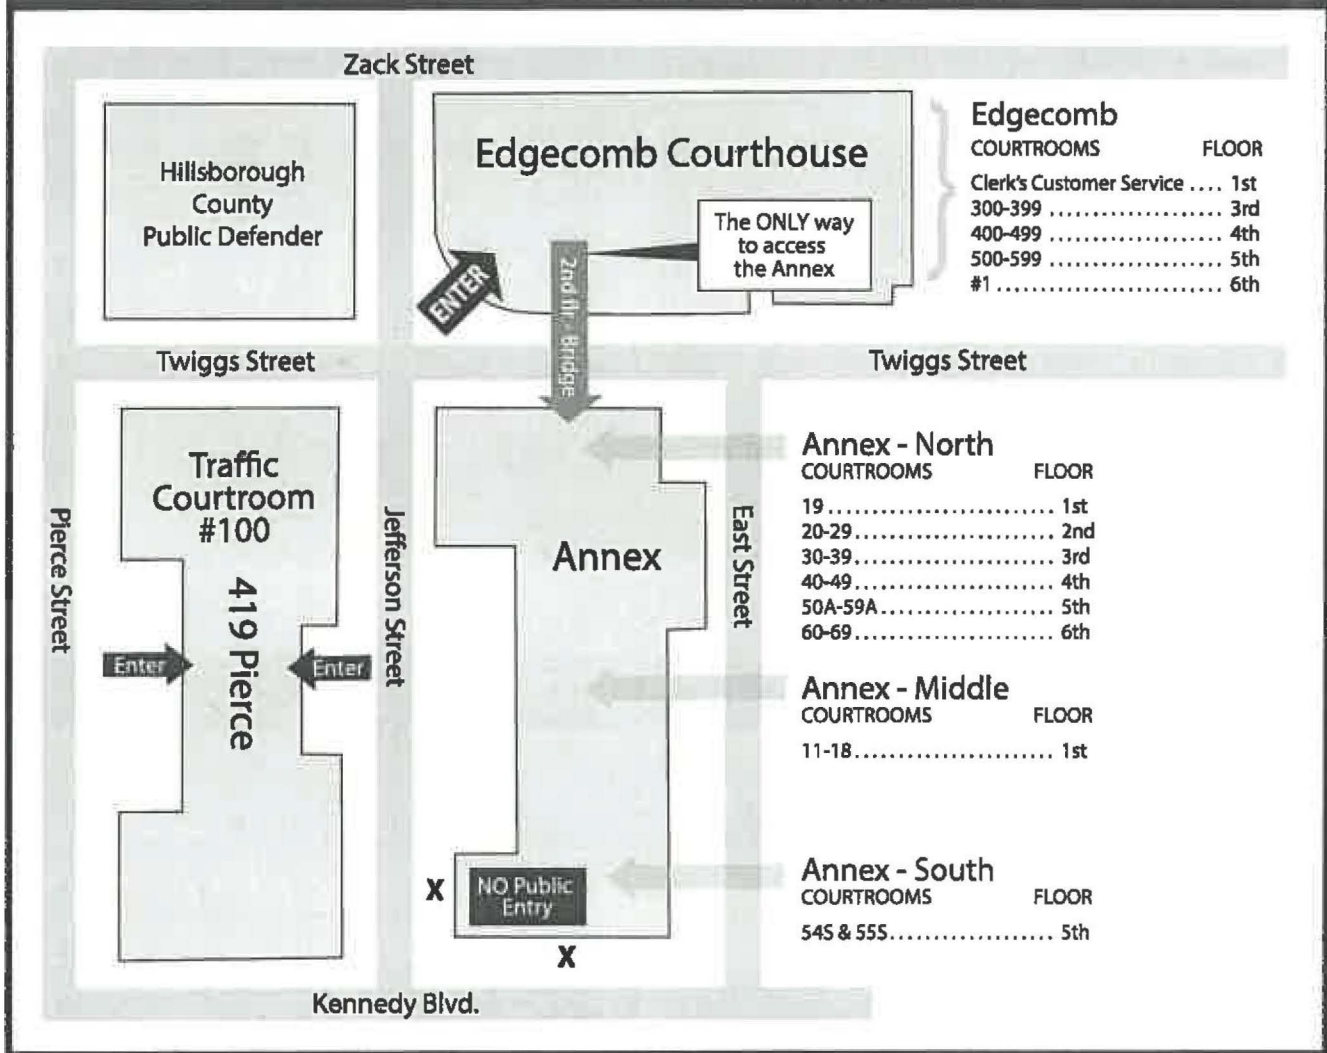 Zack Street
Hillsborough
County
Public Defender
Edgecomb Courthouse
The ONLY way
to access
the Annex
ENTER
2nd flr - Bridge
Edgecomb
COURTROOMS FLOOR
Clerk's Customer Service .... 1st
300-399 .................... 3rd
400-499 .................... 4th
500-599 .................... 5th
#1 .......................... 6th
Twiggs Street
Twiggs Street
Pierce Street
Traffic
Courtroom
#100
419 Pierce
Enter
Enter
Jefferson Street
Annex
East Street
NO Public
Entry
X
X
Annex - North
COURTROOMS FLOOR
19 .......................... 1st
20-29 ....................... 2nd
30-39 ....................... 3rd
40-49 ....................... 4th
50A-59A .................... 5th
60-69 ....................... 6th
Annex - Middle
COURTROOMS FLOOR
11-18 ....................... 1st
Annex - South
COURTROOMS FLOOR
54S & 55S ................... 5th
Kennedy Blvd.